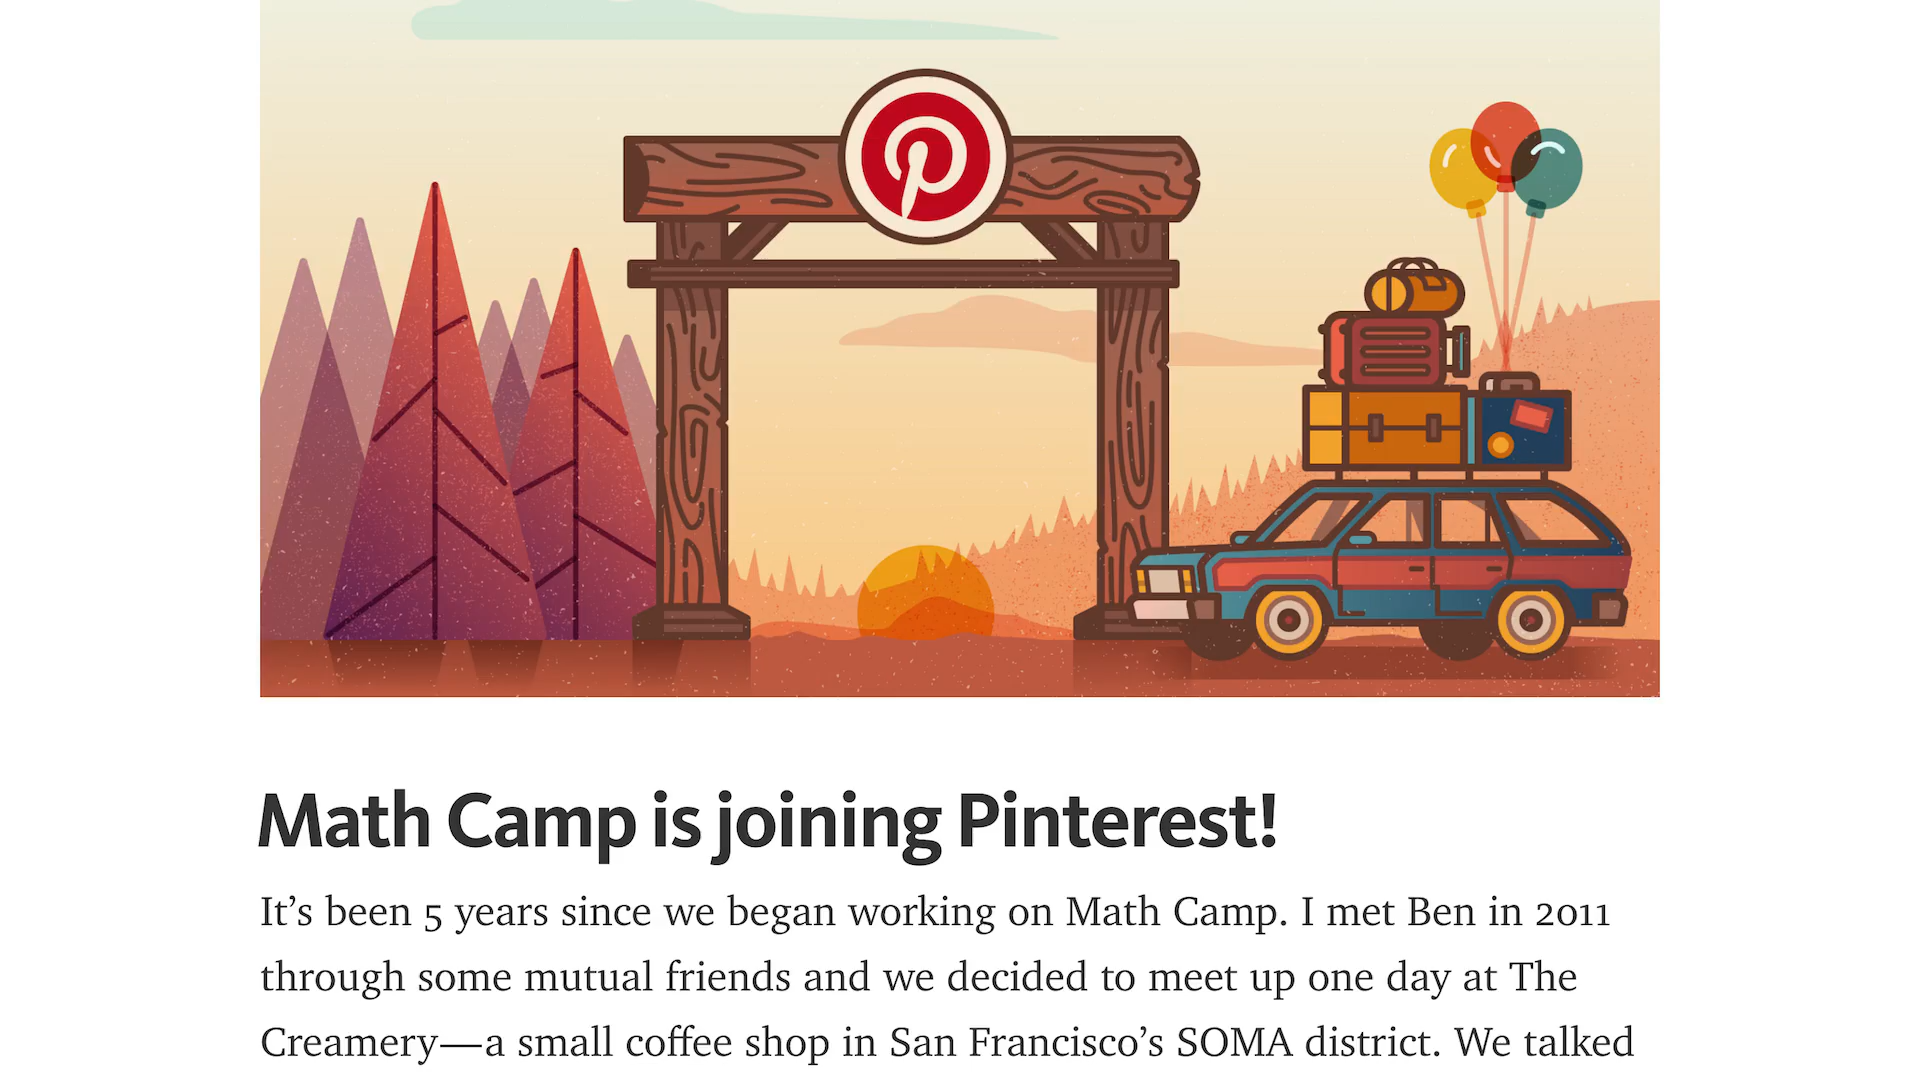 Math Camp is joining Pinterest!
It’s been 5 years since we began working on Math Camp. I met Ben in 2011
through some mutual friends and we decided to meet up one day at The
Creamery—a small coffee shop in San Francisco’s SOMA district. We talked